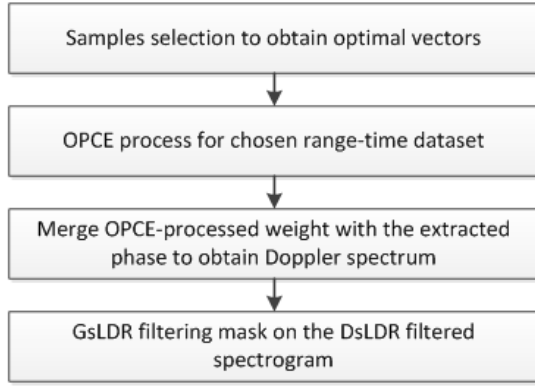 Samples selection to obtain optimal vectors
OPCE process for chosen range-time dataset
Merge OPCE-processed weight with the extracted
phase to obtain Doppler spectrum
GsLDR filtering mask on the DsLDR filtered
spectrogram